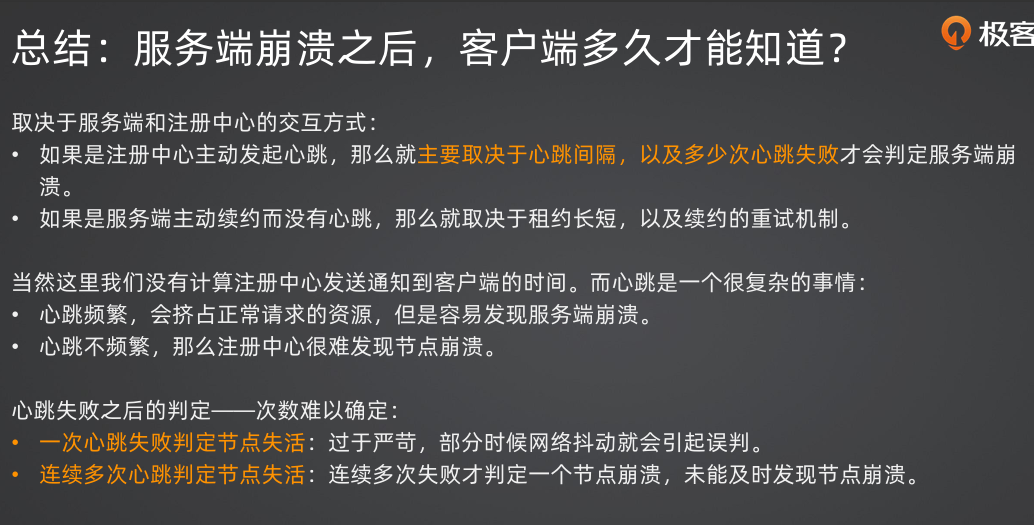 总结：服务端崩溃之后，客户端多久才能知道？
极客
取决于服务端和注册中心的交互方式：
• 如果是注册中心主动发起心跳，那么就主要取决于心跳间隔，以及多少次心跳失败才会判定服务端崩
溃。
• 如果是服务端主动续约而没有心跳，那么就取决于租约长短，以及续约的重试机制。
当然这里我们没有计算注册中心发送通知到客户端的时间。而心跳是一个很复杂的事情：
• 心跳频繁，会挤占正常请求的资源，但是容易发现服务端崩溃。
• 心跳不频繁，那么注册中心很难发现节点崩溃。
心跳失败之后的判定——次数难以确定：
• 一次心跳失败判定节点失活：过于严苛，部分时候网络抖动就会引起误判。
• 连续多次心跳判定节点失活：连续多次失败才判定一个节点崩溃，未能及时发现节点崩溃。